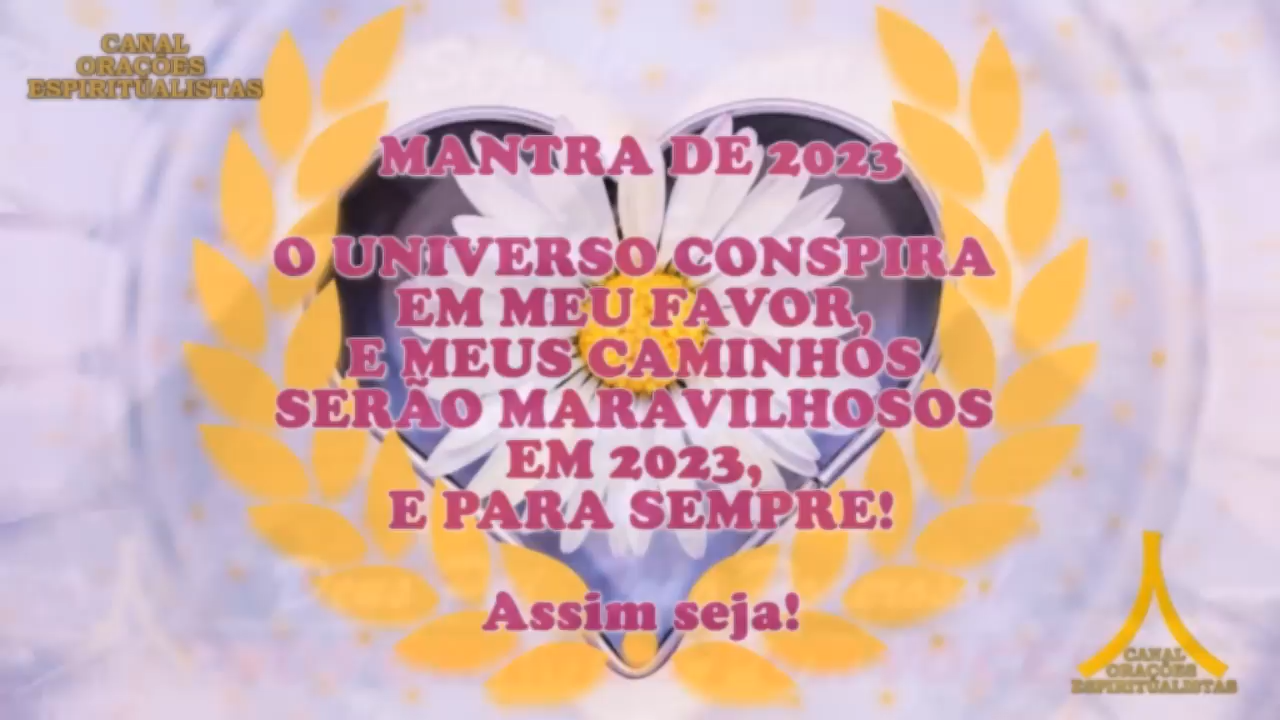 CANAL
ORAÇÕES
ESPIRITUALISTAS
MANTRA DE 2023
O UNIVERSO CONSPIRA
EM MEU FAVOR,
E MEUS CAMINHOS
SERÃO MARAVILHOSOS
EM 2023,
E PARA SEMPRE!
Assim seja!
CANAL
ORAÇÕES
ESPIRITUALISTAS